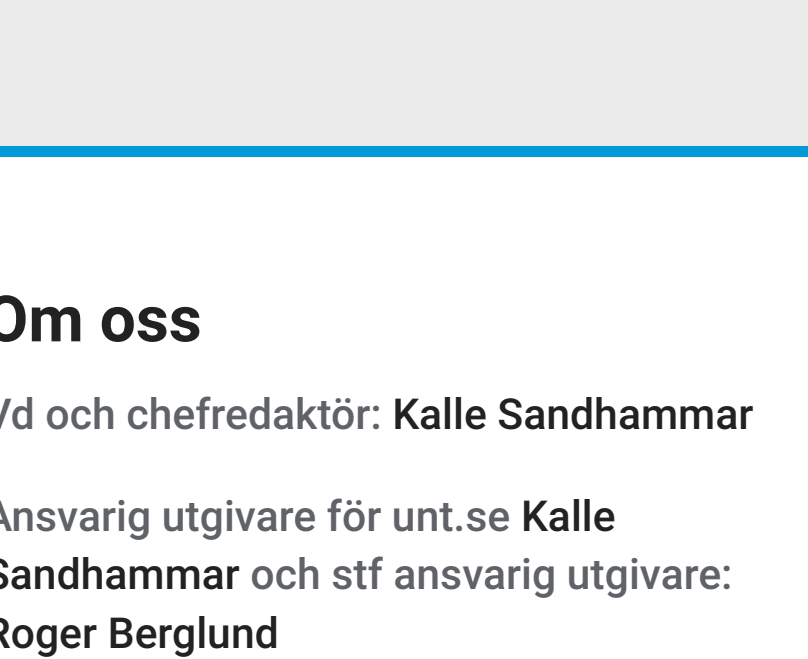 Om oss
Vd och chefredaktör: Kalle Sandhammar
Ansvarig utgivare för unt.se Kalle
Sandhammar och stf ansvarig utgivare:
Roger Berglund